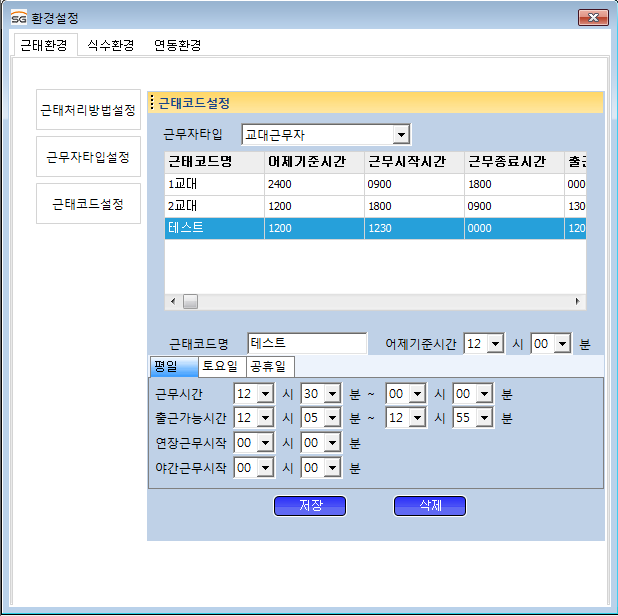 SG 환경설정
근태환경 식수환경 연동환경
근태처리방법설정
근무자타입설정
근태코드설정
근태코드설정
근무자타입 교대근무자
근태코드명 어제기준시간 근무시작시간 근무종료시간 출근
1교대 2400 0900 1800 000
2교대 1200 1800 0900 130
테스트 1200 1230 0000 120
근태코드명 테스트 어제기준시간 12 시 00 분
평일 토요일 공휴일
근무시간 12 시 30 분 ~ 00 시 00 분
출근가능시간 12 시 05 분 ~ 12 시 55 분
연장근무시작 00 시 00 분
야간근무시작 00 시 00 분
저장 삭제